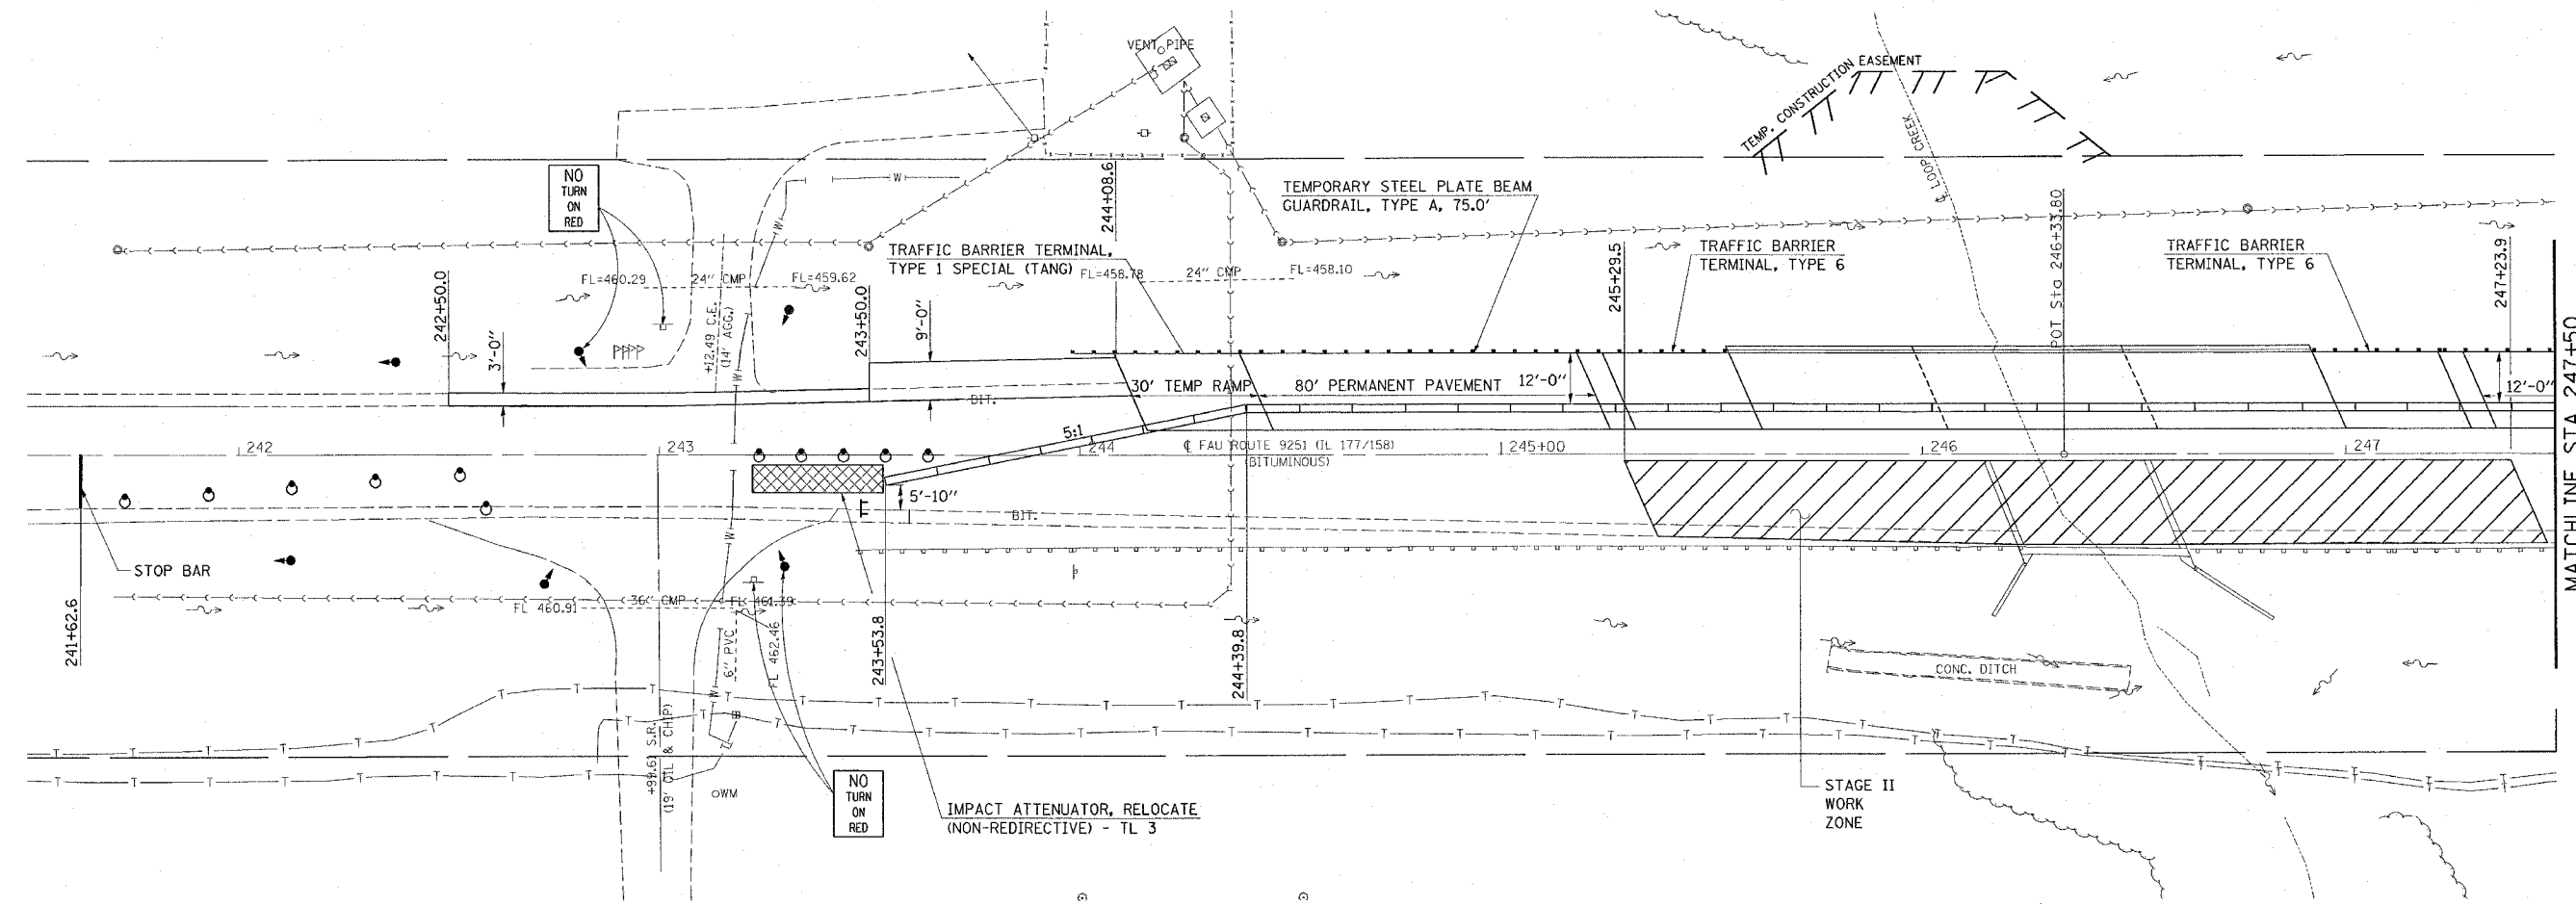 VENT PIPE
TEMP. CONSTRUCTION EASEMENT
℄ LOOP CREEK
NO
TURN
ON
RED
W
244+08.6
TEMPORARY STEEL PLATE BEAM
GUARDRAIL, TYPE A, 75.0'
POT Sta 246+33.80
TRAFFIC BARRIER TERMINAL,
TYPE 1 SPECIAL (TANG)
TRAFFIC BARRIER
TERMINAL, TYPE 6
TRAFFIC BARRIER
TERMINAL, TYPE 6
FL=460.29
24" CMP
FL=459.62
FL=458.78
24" CMP
FL=458.10
242+50.0
243+50.0
245+29.5
247+23.9
3'-0"
9'-0"
+12.49 C.E.
(14' AGG.)
W
W
30' TEMP RAMP
80' PERMANENT PAVEMENT
12'-0"
12'-0"
BIT.
5:1
242
243
244
℄ FAU ROUTE 9251 (IL 177/158)
(BITUMINOUS)
245+00
246
247
MATCHLINE STA 247+50
5'-10"
BIT.
STOP BAR
W
FL 460.91
36" CMP
FL 461.39
241+62.6
6" PVC
FL 462.46
243+53.8
244+39.8
W
CONC. DITCH
+99.61 S.R.
(19' OIL & CHIP)
OWM
NO
TURN
ON
RED
IMPACT ATTENUATOR, RELOCATE
(NON-REDIRECTIVE) - TL 3
STAGE II
WORK
ZONE